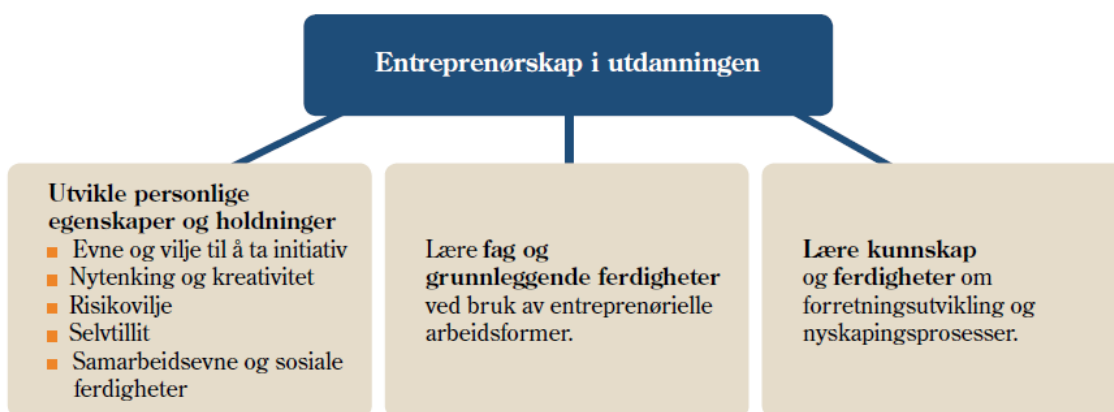 Entreprenørskap i utdanningen
Utvikle personlige
egenskaper og holdninger
Evne og vilje til å ta initiativ
Nytenking og kreativitet
Risikovilje
Selvtillit
Samarbeidsevne og sosiale
ferdigheter
Lære fag og
grunnleggende ferdigheter
ved bruk av entreprenørielle
arbeidsformer.
Lære kunnskap
og ferdigheter om
forretningsutvikling og
nyskapingsprosesser.